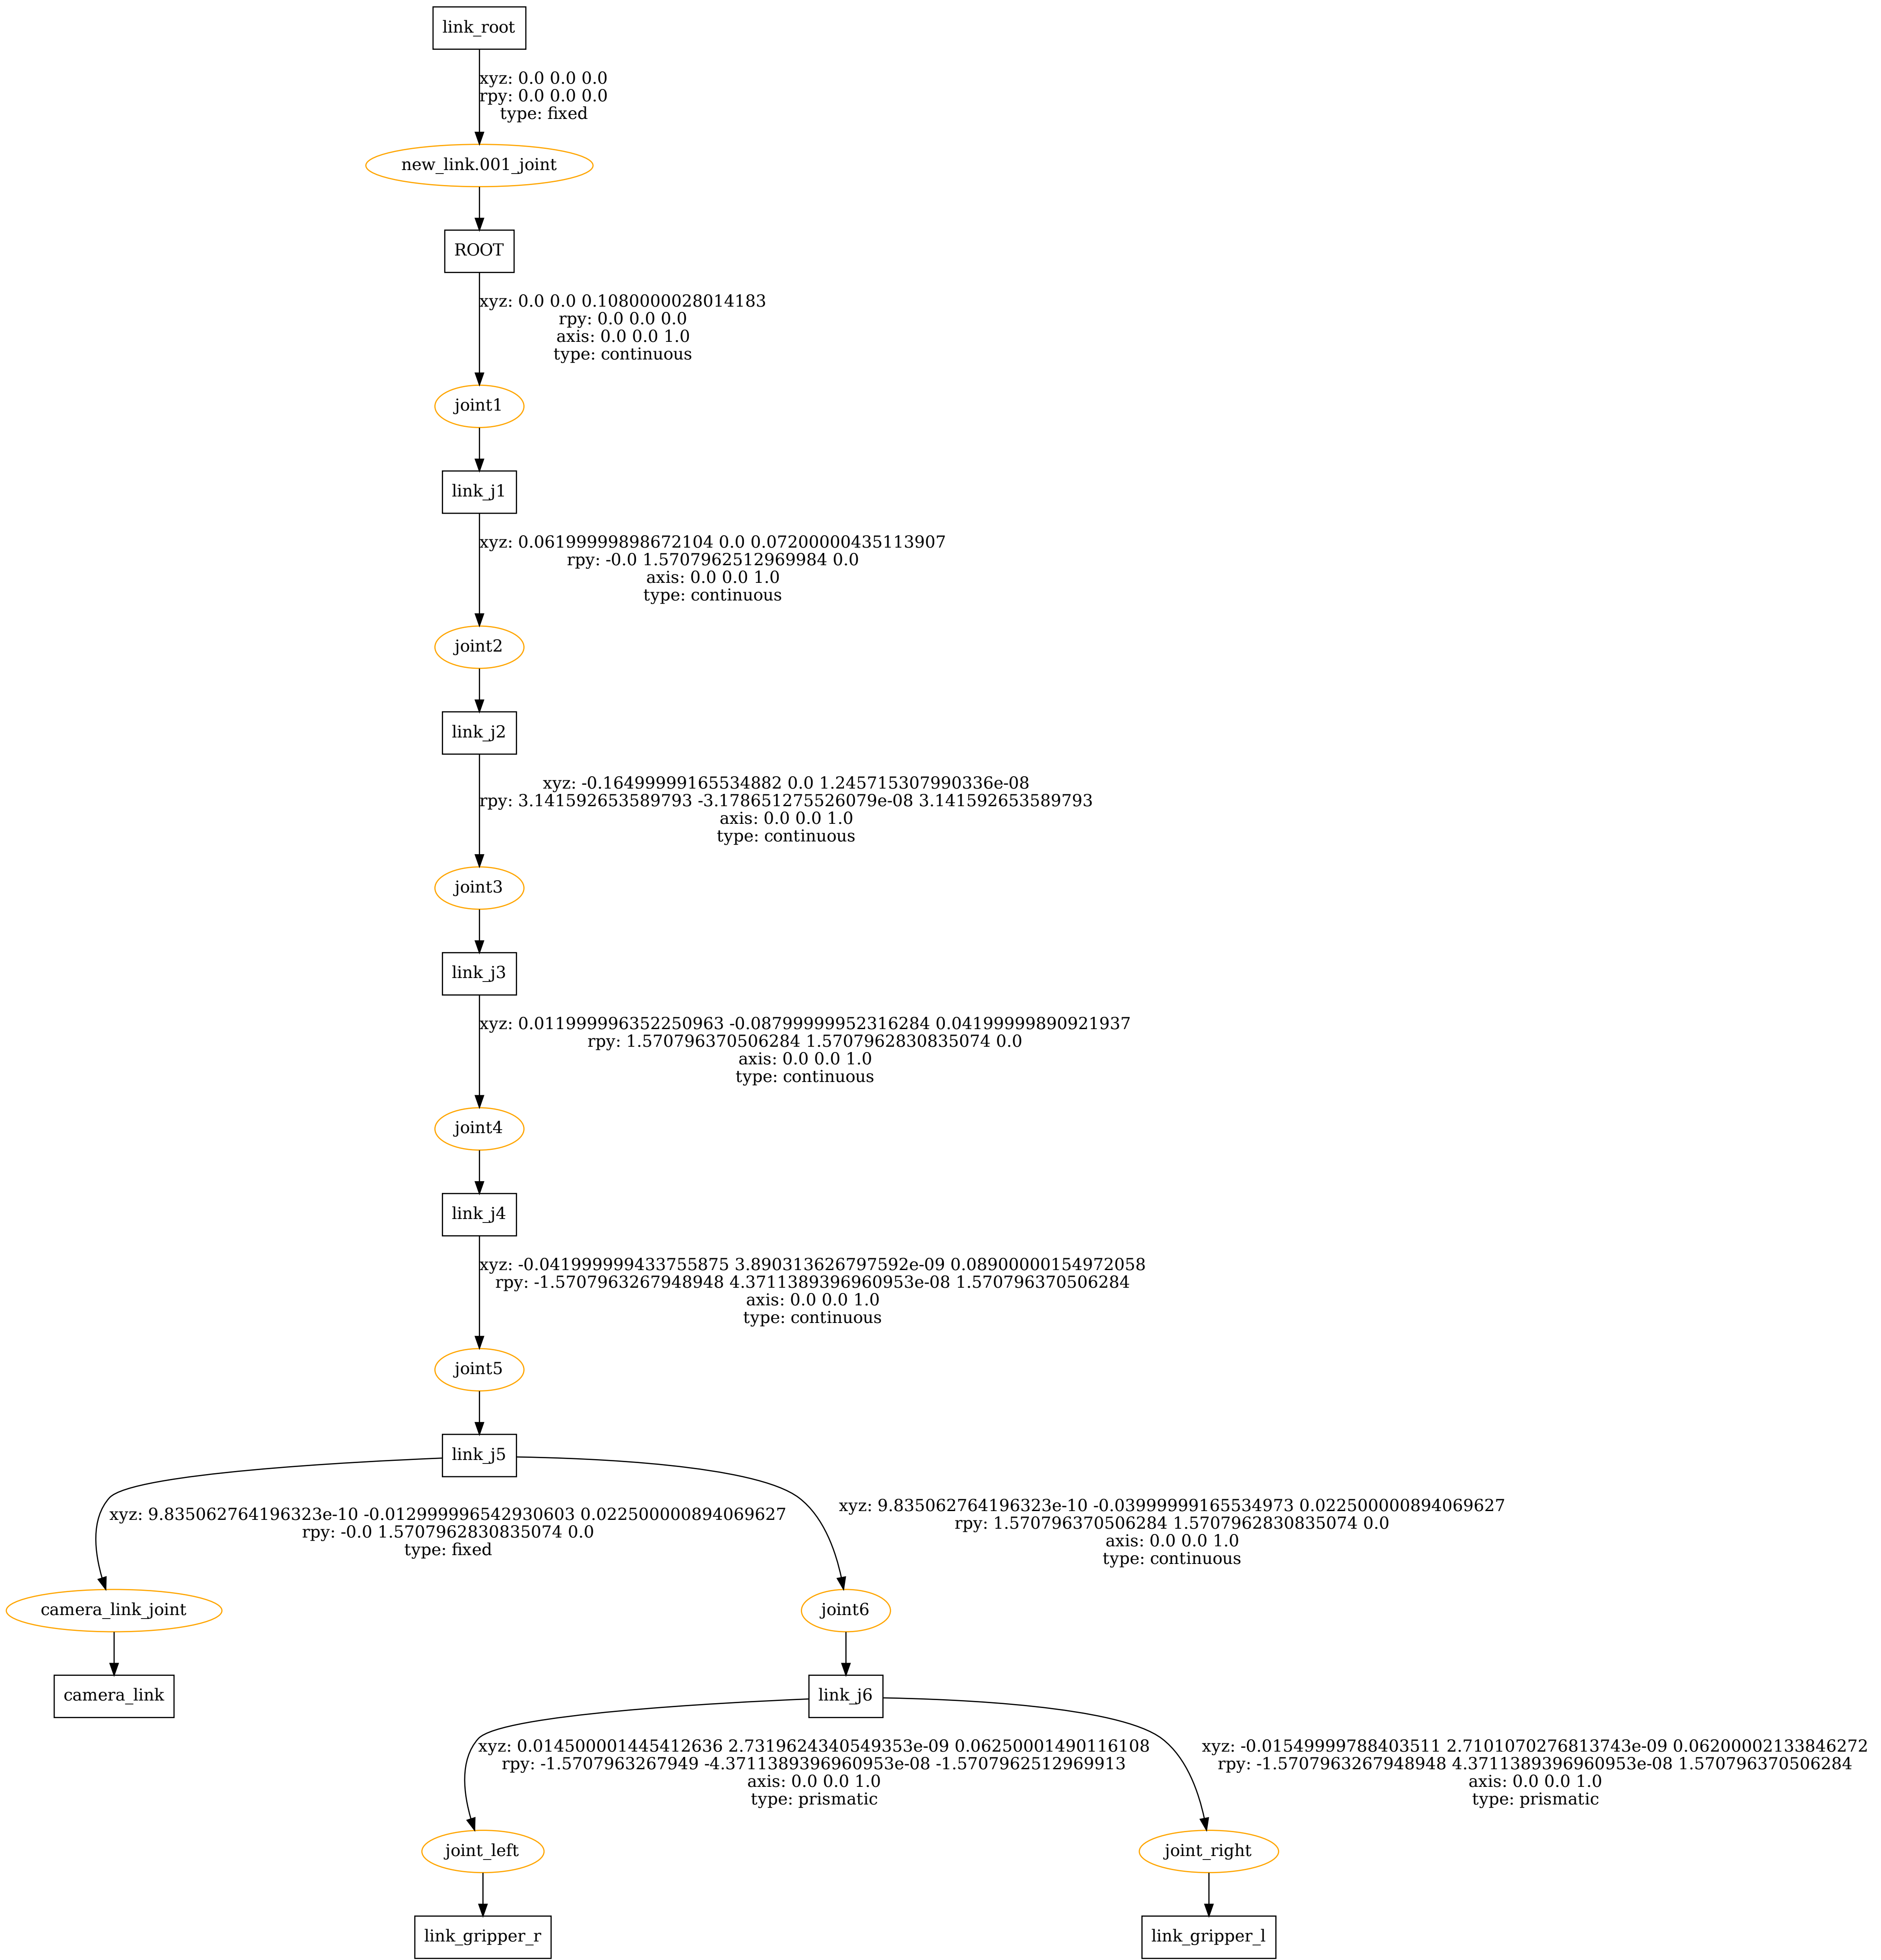 link_root
xyz: 0.0 0.0 0.0
rpy: 0.0 0.0 0.0
type: fixed
new_link.001_joint
ROOT
xyz: 0.0 0.0 0.1080000028014183
rpy: 0.0 0.0 0.0
axis: 0.0 0.0 1.0
type: continuous
joint1
link_j1
xyz: 0.06199999898672104 0.0 0.07200000435113907
rpy: -0.0 1.5707962512969984 0.0
axis: 0.0 0.0 1.0
type: continuous
joint2
link_j2
xyz: -0.16499999165534882 0.0 1.245715307990336e-08
rpy: 3.141592653589793 -3.178651275526079e-08 3.141592653589793
axis: 0.0 0.0 1.0
type: continuous
joint3
link_j3
xyz: 0.011999996352250963 -0.08799999952316284 0.04199999890921937
rpy: 1.570796370506284 1.5707962830835074 0.0
axis: 0.0 0.0 1.0
type: continuous
joint4
link_j4
xyz: -0.041999999433755875 3.890313626797592e-09 0.08900000154972058
rpy: -1.5707963267948948 4.3711389396960953e-08 1.570796370506284
axis: 0.0 0.0 1.0
type: continuous
joint5
link_j5
xyz: 9.835062764196323e-10 -0.012999996542930603 0.022500000894069627
rpy: -0.0 1.5707962830835074 0.0
type: fixed
xyz: 9.835062764196323e-10 -0.03999999165534973 0.022500000894069627
rpy: 1.570796370506284 1.5707962830835074 0.0
axis: 0.0 0.0 1.0
type: continuous
camera_link_joint
joint6
camera_link
link_j6
xyz: 0.014500001445412636 2.7319624340549353e-09 0.06250001490116108
rpy: -1.5707963267949 -4.3711389396960953e-08 -1.5707962512969913
axis: 0.0 0.0 1.0
type: prismatic
xyz: -0.01549999788403511 2.7101070276813743e-09 0.06200002133846272
rpy: -1.5707963267948948 4.3711389396960953e-08 1.570796370506284
axis: 0.0 0.0 1.0
type: prismatic
joint_left
joint_right
link_gripper_r
link_gripper_l